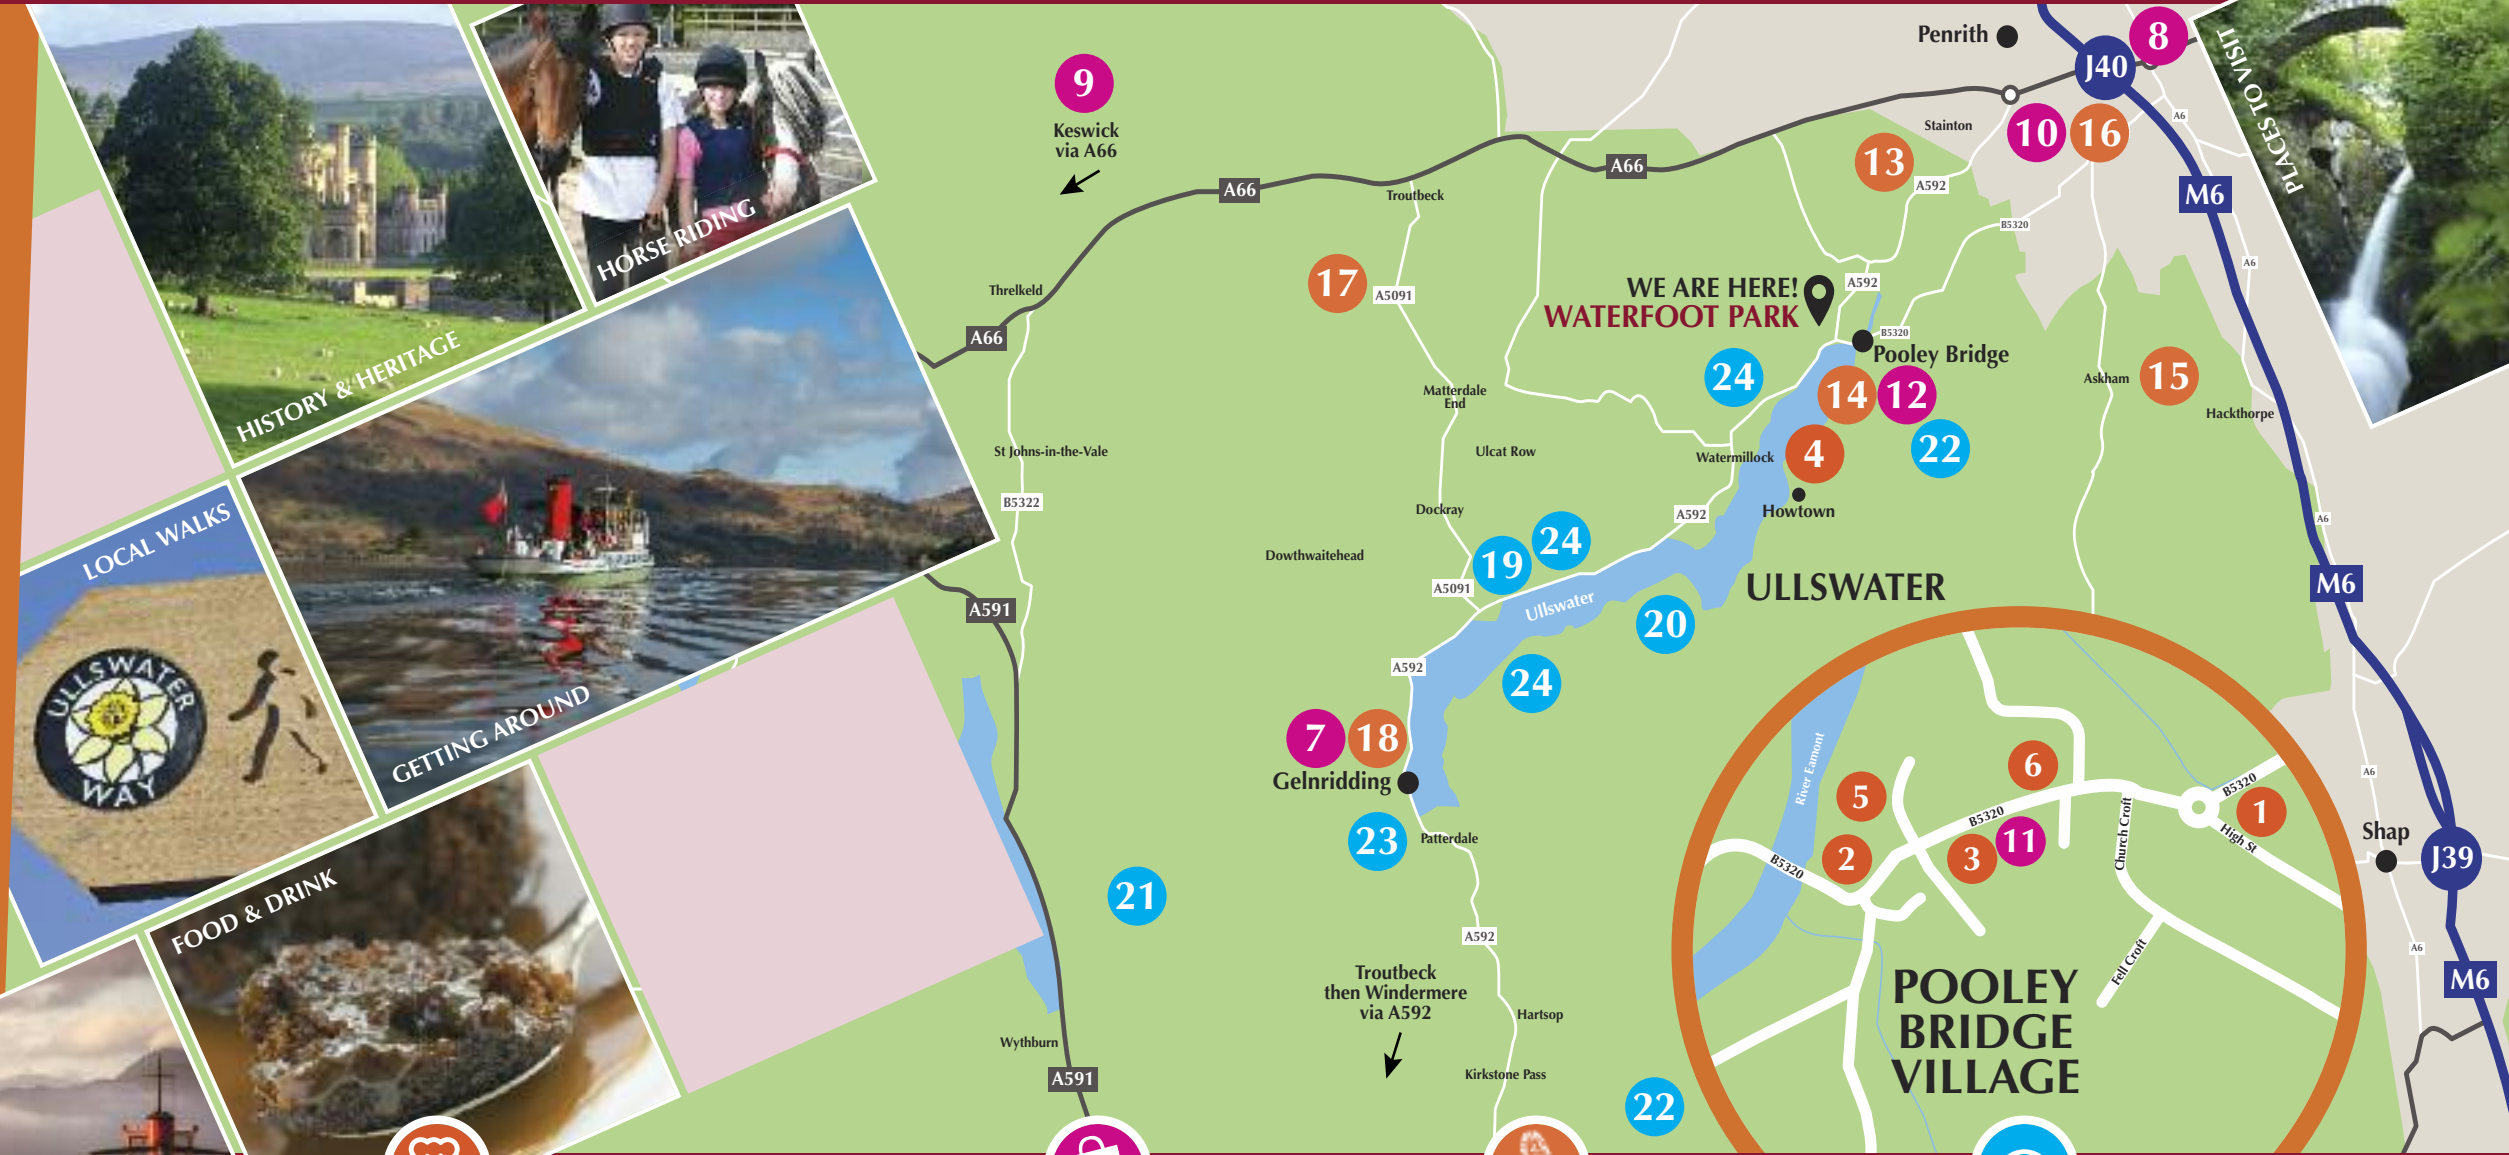 HISTORY & HERITAGE
HORSE RIDING
LOCAL WALKS
ULLSWATER
WAY
GETTING AROUND
FOOD & DRINK
PLACES TO VISIT
9
Keswick
via A66
Penrith
J40
8
A6
Stainton
10
16
13
A592
M6
A66
A66
Troutbeck
B5320
A6
17
A5091
Threlkeld
A66
WE ARE HERE!
WATERFOOT PARK
A592
B5320
Pooley Bridge
24
14
12
22
Askham
15
Hackthorpe
Matterdale
End
St Johns-in-the-Vale
Ulcat Row
Watermillock
4
B5322
Dockray
A592
Howtown
A6
Dowthwaitehead
19
24
A5091
Ullswater
ULLSWATER
M6
A591
20
A592
24
7
18
Gelnridding
23
Patterdale
21
A592
Troutbeck
then Windermere
via A592
Hartsop
Wythburn
Kirkstone Pass
A591
22
River Eamont
5
6
B5320
B5320
1
2
3
11
B5320
Church Croft
High St
Fell Croft
POOLEY
BRIDGE
VILLAGE
A6
Shap
J39
A6
M6